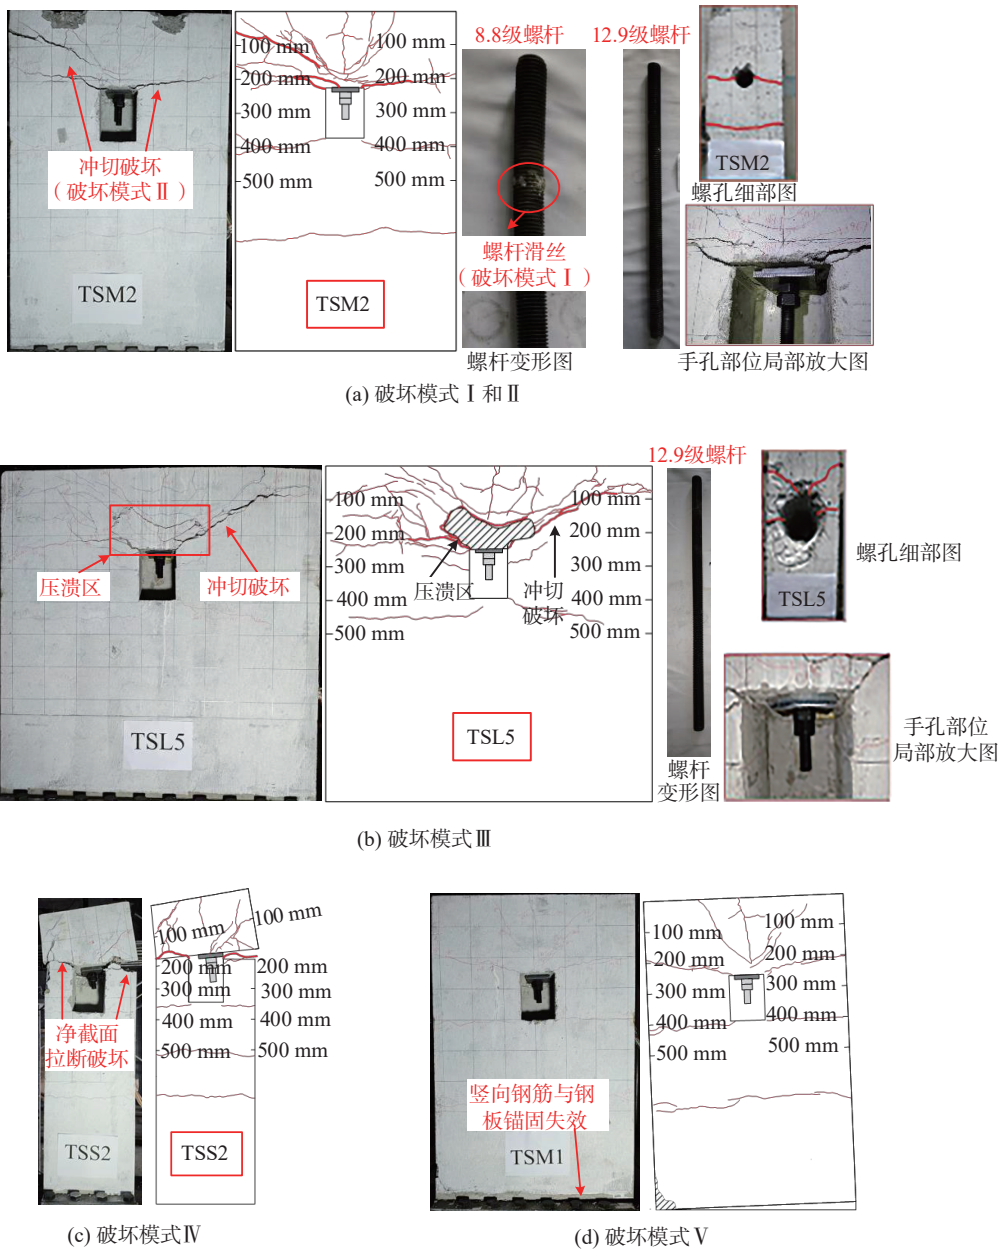 100 mm
200 mm
300 mm
400 mm
500 mm
100 mm
200 mm
300 mm
400 mm
500 mm
冲切破坏
(破坏模式Ⅱ)
TSM2
TSM2
8.8级螺杆
螺杆滑丝
(破坏模式Ⅰ)
螺杆变形图
12.9级螺杆
TSM2
螺孔细部图
手孔部位局部放大图
(a) 破坏模式Ⅰ和Ⅱ
压溃区
冲切破坏
TSL5
100 mm
200 mm
300 mm
400 mm
500 mm
100 mm
200 mm
300 mm
400 mm
500 mm
压溃区
冲切
破坏
TSL5
12.9级螺杆
螺杆
变形图
TSL5
螺孔细部图
手孔部位
局部放大图
(b) 破坏模式Ⅲ
净截面
拉断破坏
TSS2
100 mm
200 mm
300 mm
400 mm
500 mm
100 mm
200 mm
300 mm
400 mm
500 mm
TSS2
(c) 破坏模式Ⅳ
竖向钢筋与钢
板锚固失效
TSM1
100 mm
200 mm
300 mm
400 mm
500 mm
100 mm
200 mm
300 mm
400 mm
500 mm
(d) 破坏模式Ⅴ